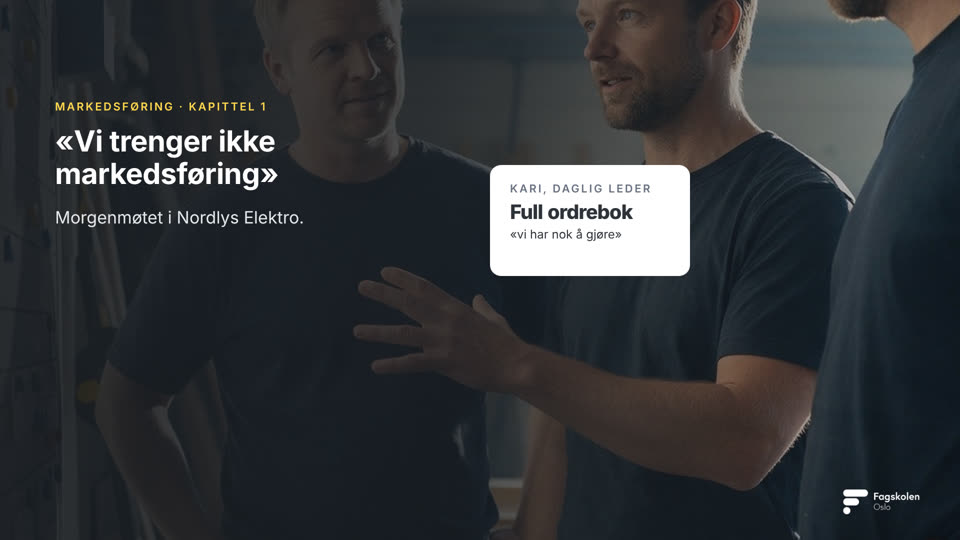 MARKEDSFØRING · KAPITTEL 1
«Vi trenger ikke
markedsføring»
Morgenmøtet i Nordlys Elektro.
KARI, DAGLIG LEDER
Full ordrebok
«vi har nok å gjøre»
Fagskolen
Oslo